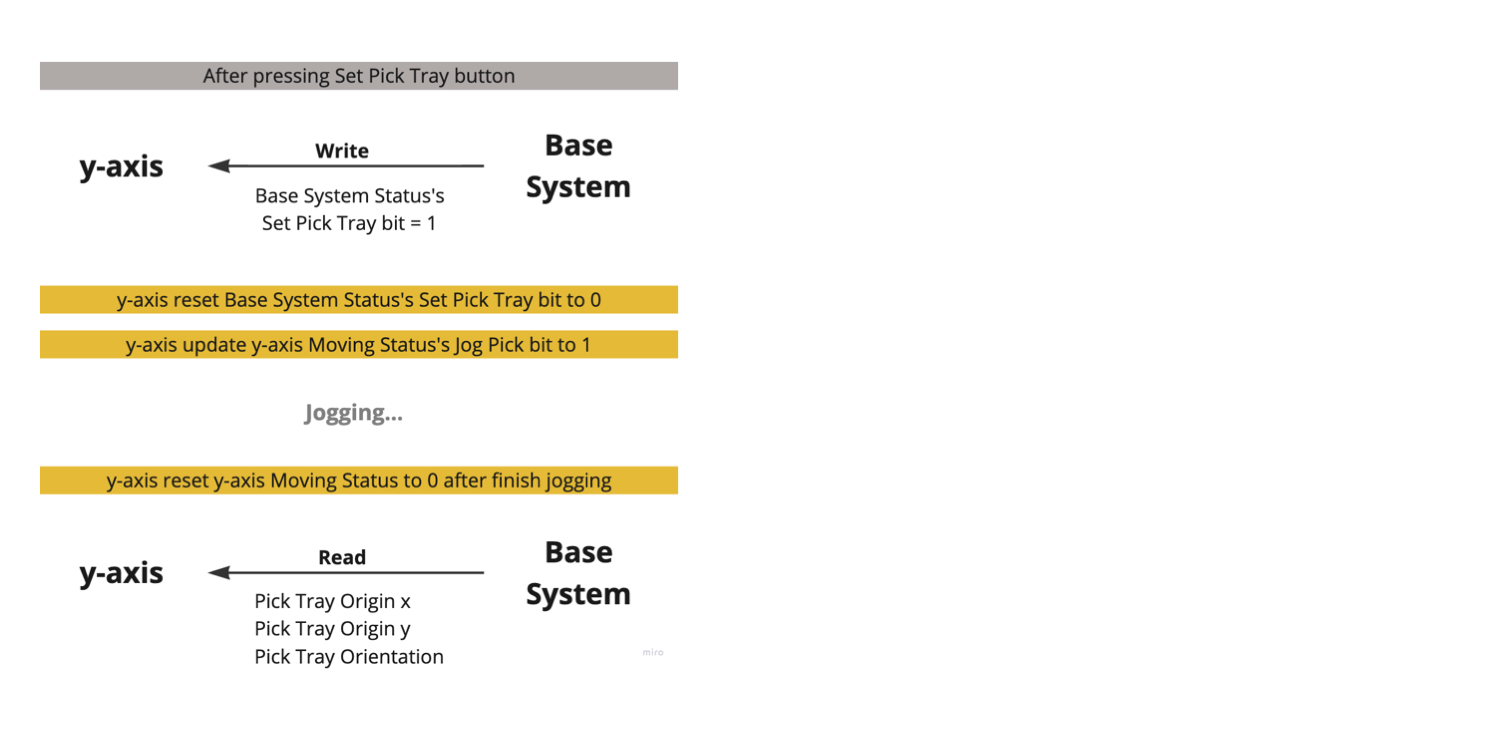 After pressing Set Pick Tray button
y-axis
Write
Base System Status's
Set Pick Tray bit = 1
Base
System
y-axis reset Base System Status's Set Pick Tray bit to 0
y-axis update y-axis Moving Status's Jog Pick bit to 1
Jogging...
y-axis reset y-axis Moving Status to 0 after finish jogging
y-axis
Read
Pick Tray Origin x
Pick Tray Origin y
Pick Tray Orientation
Base
System
miro